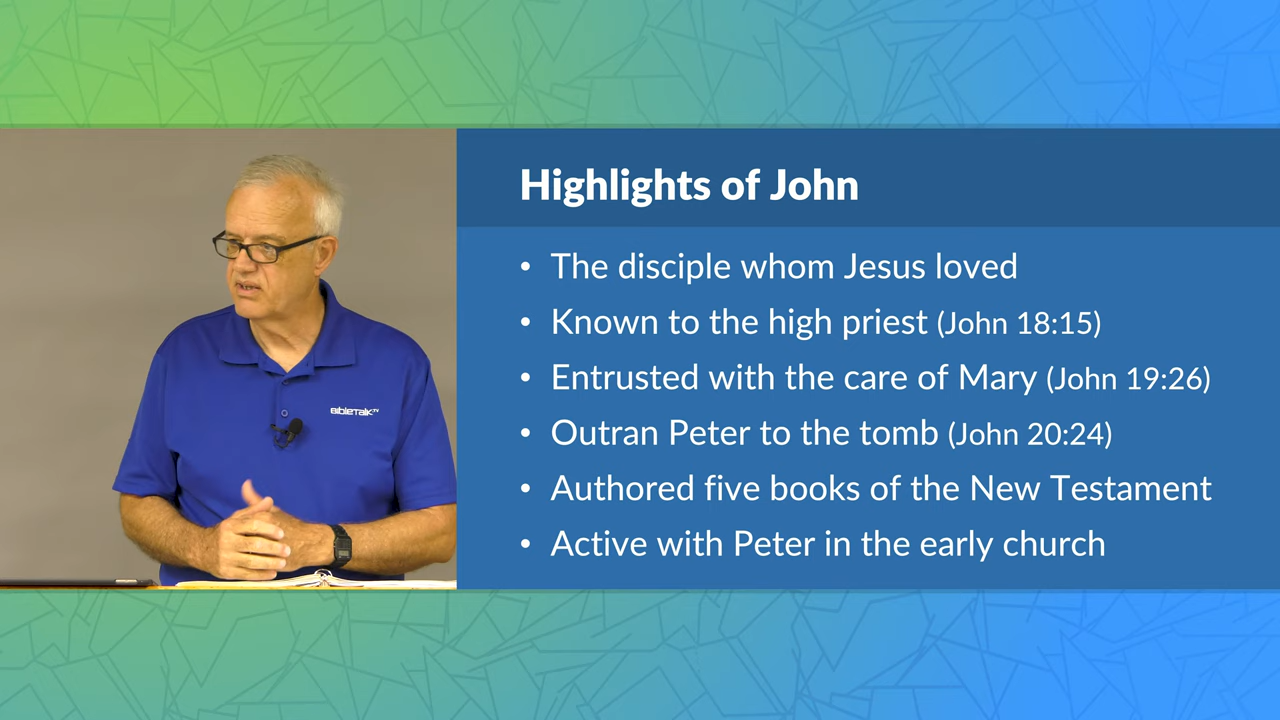 Highlights of John
• The disciple whom Jesus loved
• Known to the high priest (John 18:15)
• Entrusted with the care of Mary (John 19:26)
• Outran Peter to the tomb (John 20:24)
• Authored five books of the New Testament
• Active with Peter in the early church
BibleTalk.TV